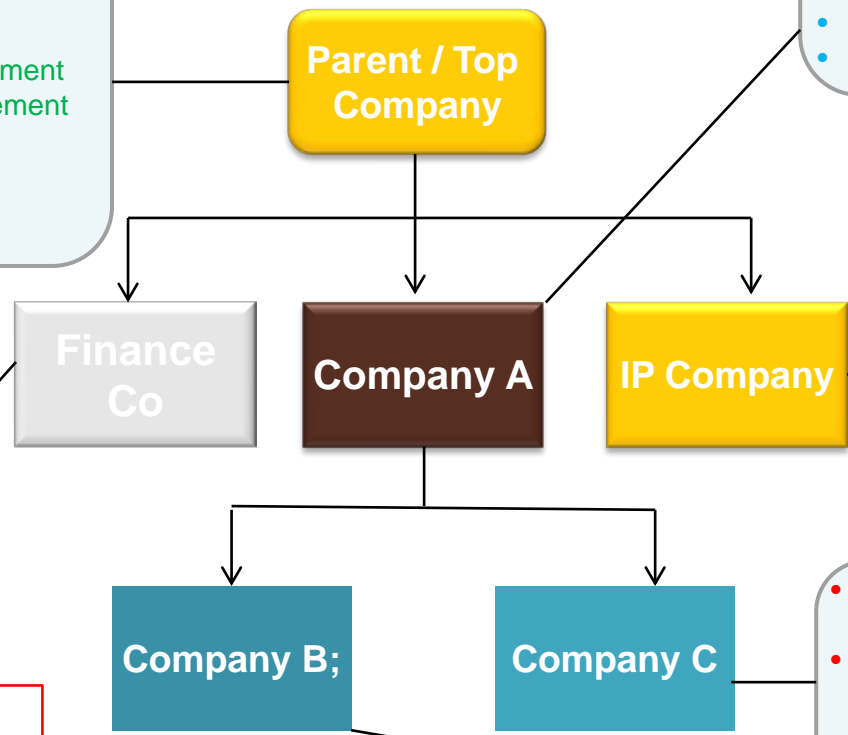 ment
ement
Parent / Top
Company
Finance
Co
Company A
IP Company
Company B;
Company C